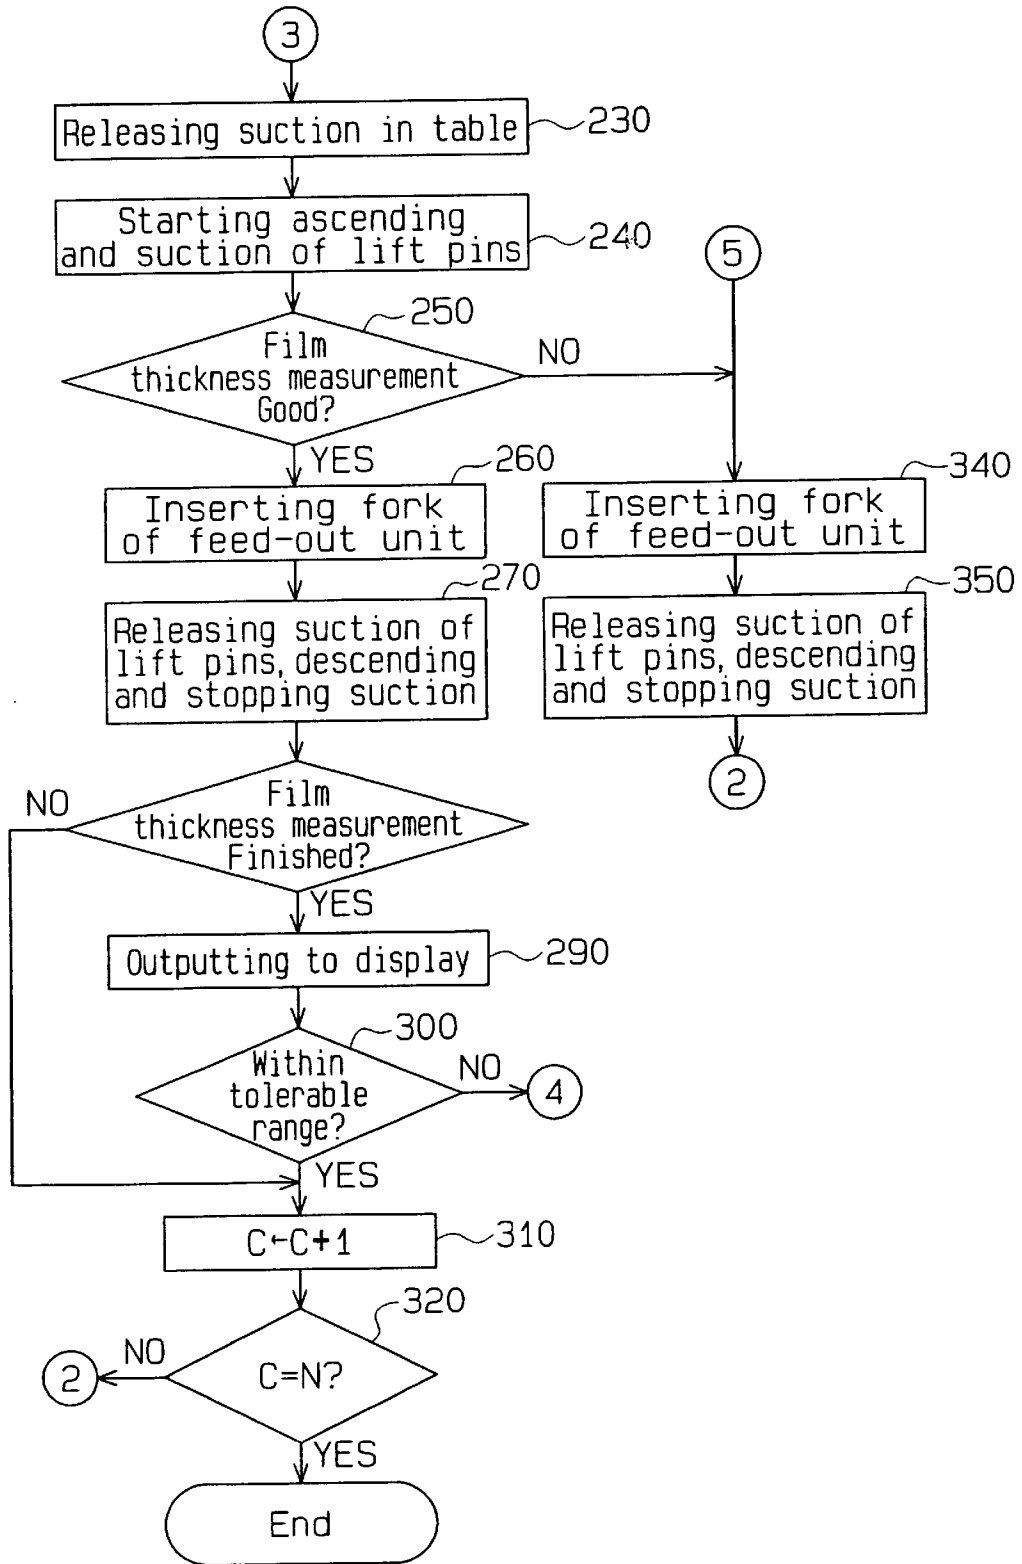 3
Releasing suction in table
230
Starting ascending
and suction of lift pins
240
5
250
Film
thickness measurement
Good?
NO
YES
260
Inserting fork
of feed-out unit
340
Inserting fork
of feed-out unit
270
Releasing suction of
lift pins, descending
and stopping suction
350
Releasing suction of
lift pins, descending
and stopping suction
2
NO
Film
thickness measurement
Finished?
YES
Outputting to display
290
300
Within
tolerable
range?
NO
4
YES
C←C+1
310
320
C=N?
NO
2
YES
End